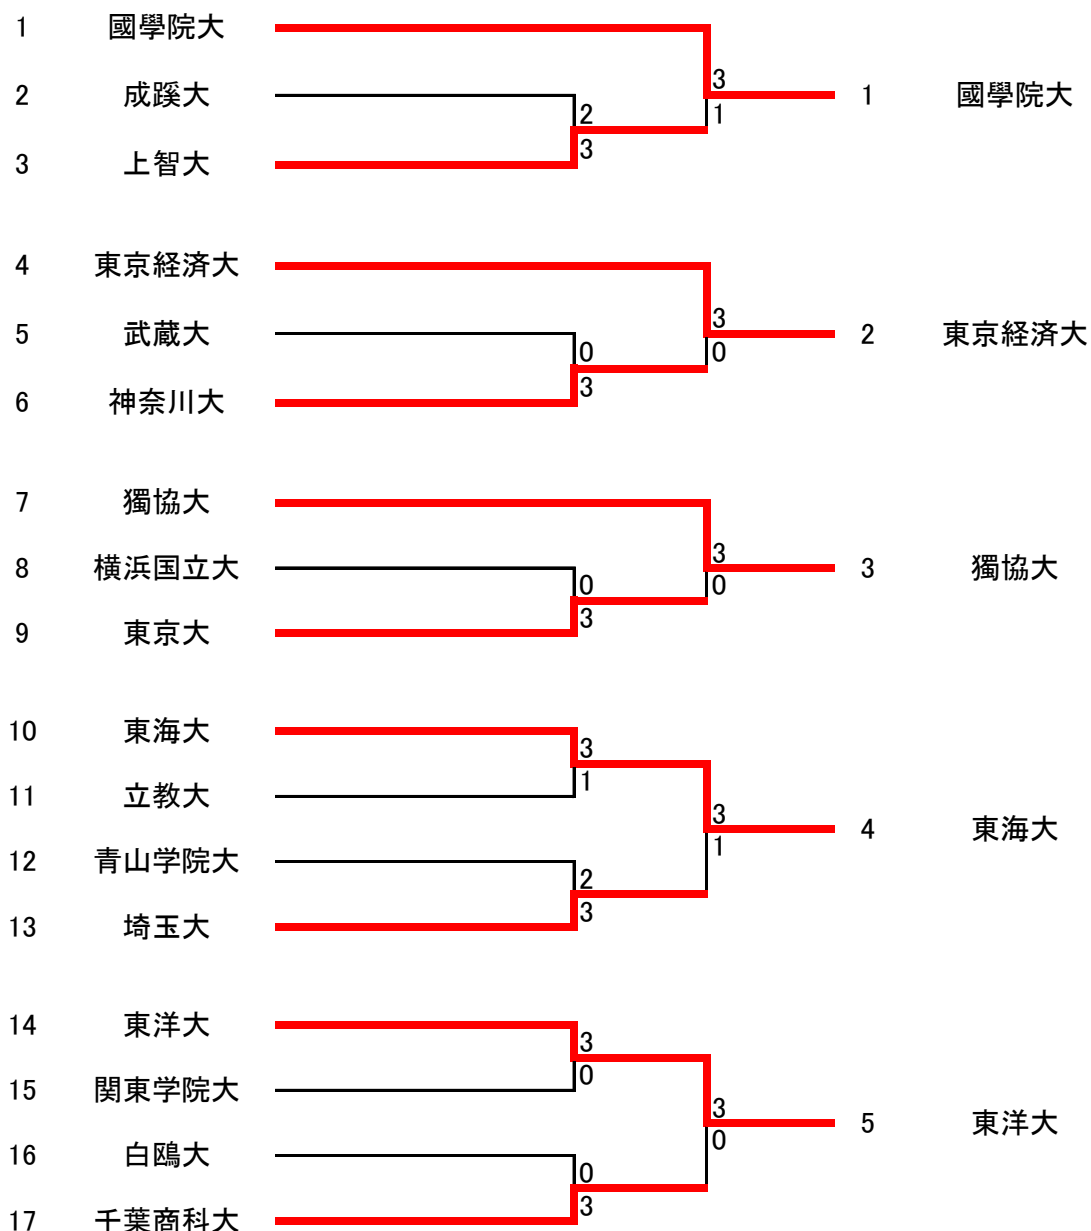 1 國學院大
3
2 成蹊大 1 國學院大
2 1
3
3 上智大
4 東京経済大
3
5 武蔵大 2 東京経済大
0 0
3
6 神奈川大
7 獨協大
3
8 横浜国立大 3 獨協大
0 0
3
9 東京大
10 東海大
3
1
11 立教大
3
4 東海大
1
12 青山学院大
2
3
13 埼玉大
14 東洋大
3
0
15 関東学院大
3
5 東洋大
0
16 白鴎大
0
3
17 千葉商科大